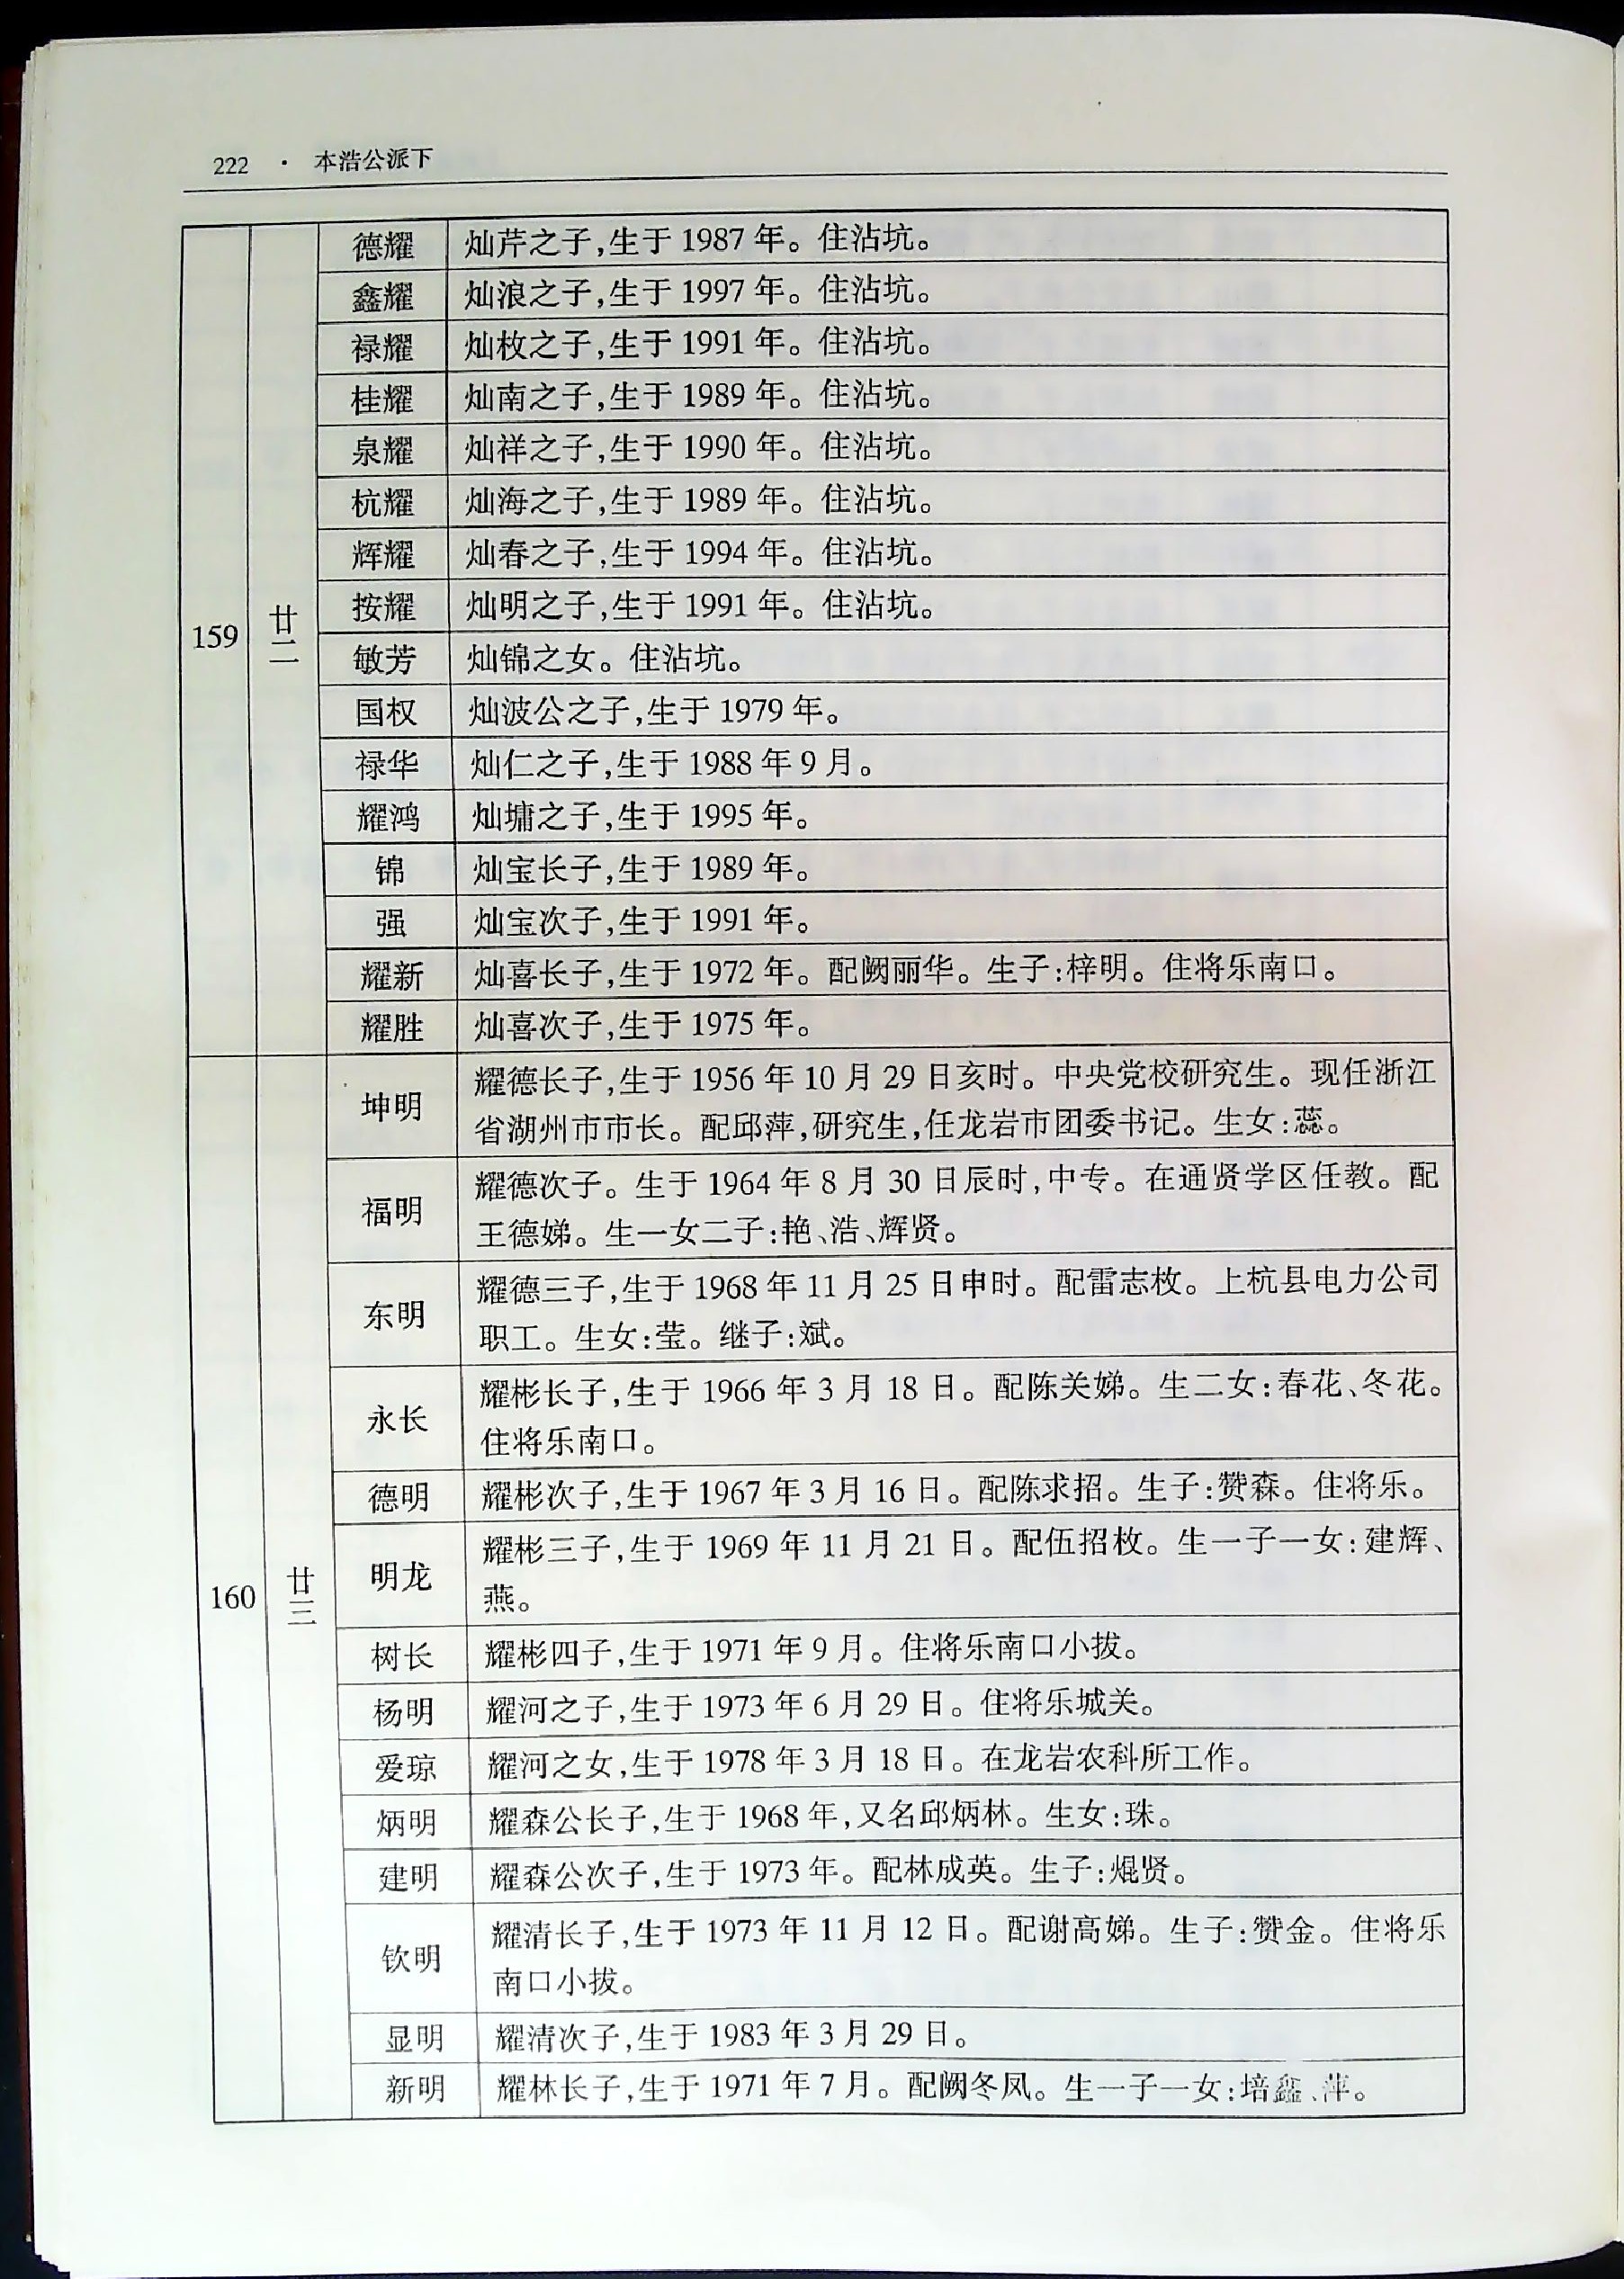 222 · 本浩公派下
159
廿二
德耀 灿芹之子,生于 1987 年。住沾坑。
鑫耀 灿浪之子,生于 1997 年。住沾坑。
禄耀 灿枚之子,生于 1991 年。住沾坑。
桂耀 灿南之子,生于 1989 年。住沾坑。
泉耀 灿祥之子,生于 1990 年。住沾坑。
杭耀 灿海之子,生于 1989 年。住沾坑。
辉耀 灿春之子,生于 1994 年。住沾坑。
按耀 灿明之子,生于 1991 年。住沾坑。
敏芳 灿锦之女。住沾坑。
国权 灿波公之子,生于 1979 年。
禄华 灿仁之子,生于 1988 年 9 月。
耀鸿 灿墉之子,生于 1995 年。
锦 灿宝长子,生于 1989 年。
强 灿宝次子,生于 1991 年。
耀新 灿喜长子,生于 1972 年。配阙丽华。生子:梓明。住将乐南口。
耀胜 灿喜次子,生于 1975 年。
160
廿三
坤明 耀德长子,生于 1956 年 10 月 29 日亥时。中央党校研究生。现任浙江
省湖州市市长。配邱萍,研究生,任龙岩市团委书记。生女:蕊。
福明 耀德次子。生于 1964 年 8 月 30 日辰时,中专。在通贤学区任教。配
王德娣。生一女二子:艳、浩、辉贤。
东明 耀德三子,生于 1968 年 11 月 25 日申时。配雷志枚。上杭县电力公司
职工。生女:莹。继子:斌。
永长 耀彬长子,生于 1966 年 3 月 18 日。配陈关娣。生二女:春花、冬花。
住将乐南口。
德明 耀彬次子,生于 1967 年 3 月 16 日。配陈求招。生子:赞森。住将乐。
明龙 耀彬三子,生于 1969 年 11 月 21 日。配伍招枚。生一子一女:建辉、
燕。
树长 耀彬四子,生于 1971 年 9 月。住将乐南口小拔。
杨明 耀河之子,生于 1973 年 6 月 29 日。住将乐城关。
爱琼 耀河之女,生于 1978 年 3 月 18 日。在龙岩农科所工作。
炳明 耀森公长子,生于 1968 年,又名邱炳林。生女:珠。
建明 耀森公次子,生于 1973 年。配林成英。生子:焜贤。
钦明 耀清长子,生于 1973 年 11 月 12 日。配谢高娣。生子:赞金。住将乐
南口小拔。
显明 耀清次子,生于 1983 年 3 月 29 日。
新明 耀林长子,生于 1971 年 7 月。配阙冬凤。生一子一女:培鑫、萍。